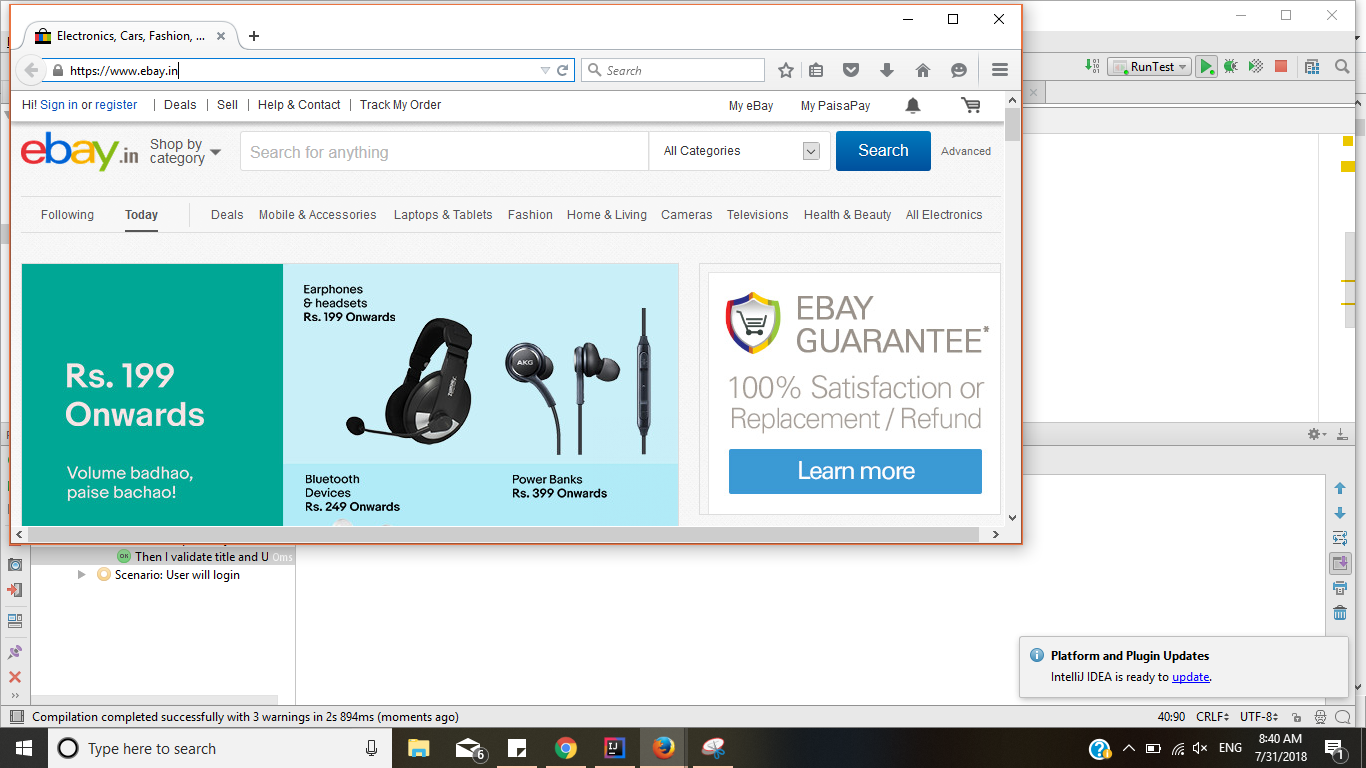 Electronics, Cars, Fashion, ...
https://www.ebay.in
Search
RunTest
Hi! Sign in or register | Deals | Sell | Help & Contact | Track My Order
My eBay My PaisaPay
ebay.in
Shop by
category
Search for anything
All Categories
Search
Advanced
Following Today Deals Mobile & Accessories Laptops & Tablets Fashion Home & Living Cameras Televisions Health & Beauty All Electronics
Rs. 199
Onwards
Volume badhao,
paise bachao!
Earphones
& headsets
Rs. 199 Onwards
AKG
Bluetooth
Devices
Rs. 249 Onwards
Power Banks
Rs. 399 Onwards
EBAY
GUARANTEE*
100% Satisfaction or
Replacement / Refund
Learn more
ON Then I validate title and U 0ms
Scenario: User will login
Platform and Plugin Updates
IntelliJ IDEA is ready to update.
Compilation completed successfully with 3 warnings in 2s 894ms (moments ago)
40:90 CRLF UTF-8
Type here to search
6
IJ
ENG
8:40 AM
7/31/2018
1